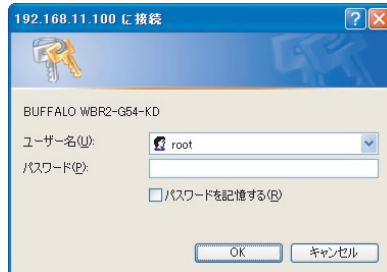 192.168.11.100 に接続
BUFFALO WBR2-G54-KD
ユーザー名(U):
root
パスワード(P):
パスワードを記憶する(R)
OK
キャンセル